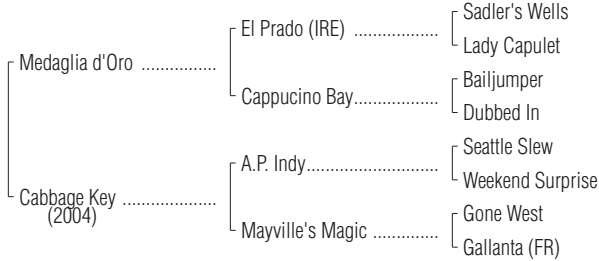 Sadler's Wells
El Prado (IRE) ..................
Lady Capulet
Medaglia d'Oro ................
Bailjumper
Cappucino Bay..................
Dubbed In
Seattle Slew
A.P. Indy............................
Weekend Surprise
Cabbage Key ....................
(2004)
Gone West
Mayville's Magic ..............
Gallanta (FR)